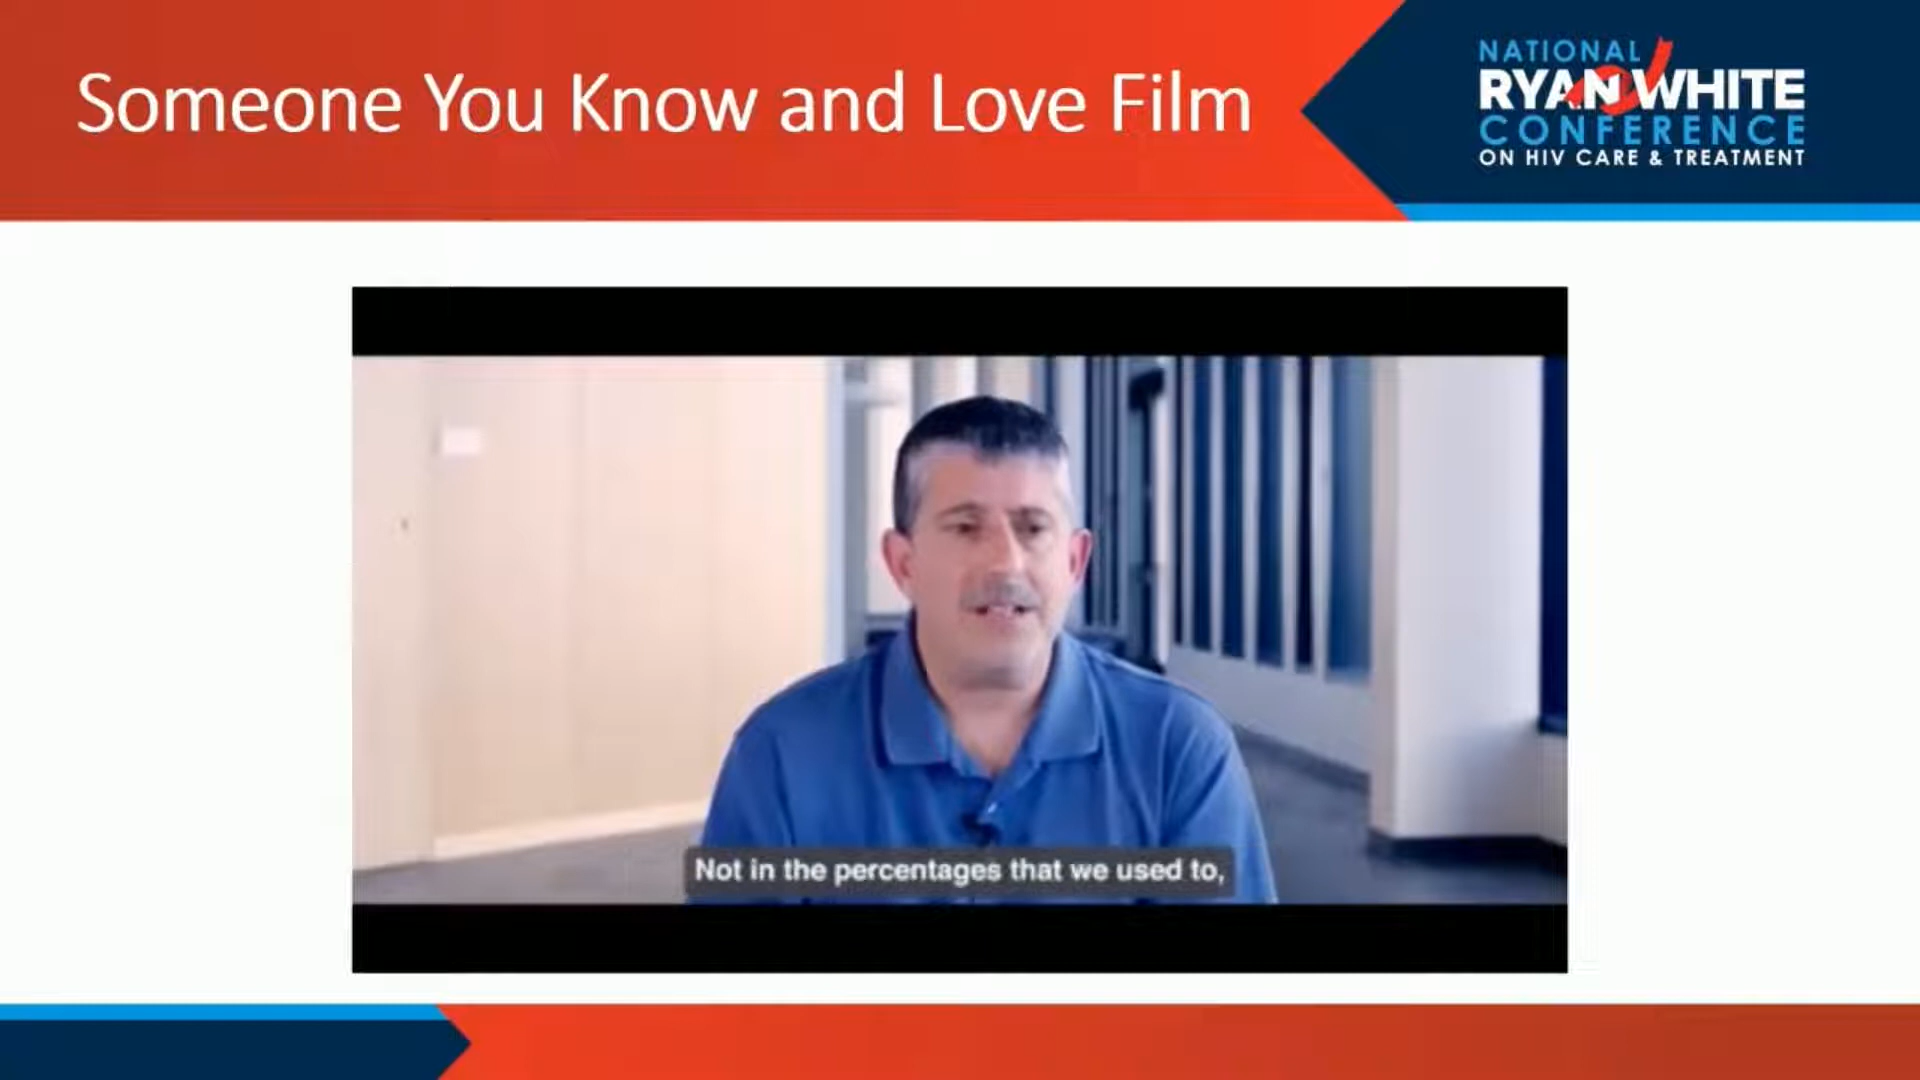 Someone You Know and Love Film
NATIONAL
RYAN WHITE
CONFERENCE
ON HIV CARE & TREATMENT
Not in the percentages that we used to,